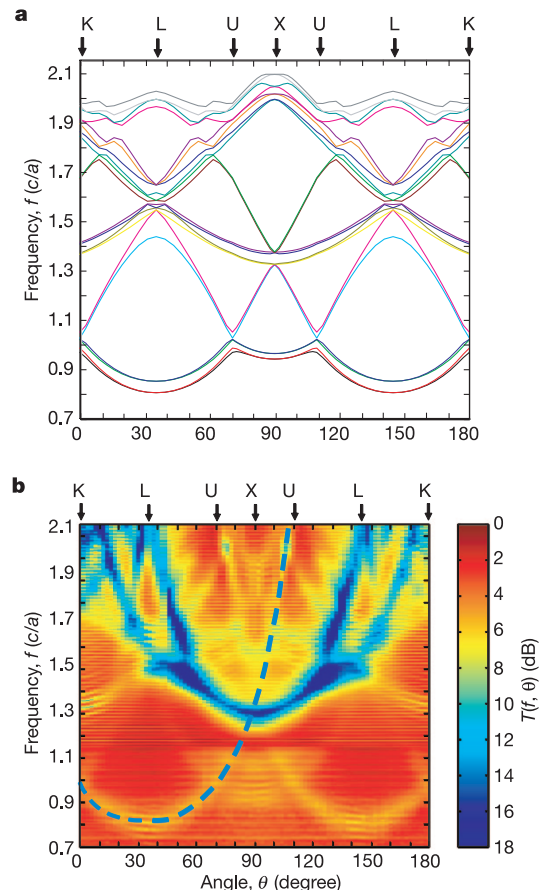 a
K L U X U L K
2.1
1.9
1.7
1.5
1.3
1.1
0.9
0.7
Frequency, f (c/a)
0 30 60 90 120 150 180
Angle, θ (degree)
b
K L U X U L K
2.1
1.9
1.7
1.5
1.3
1.1
0.9
0.7
Frequency, f (c/a)
0 30 60 90 120 150 180
Angle, θ (degree)
0
2
4
6
8
10
12
14
16
18
T(f, θ) (dB)